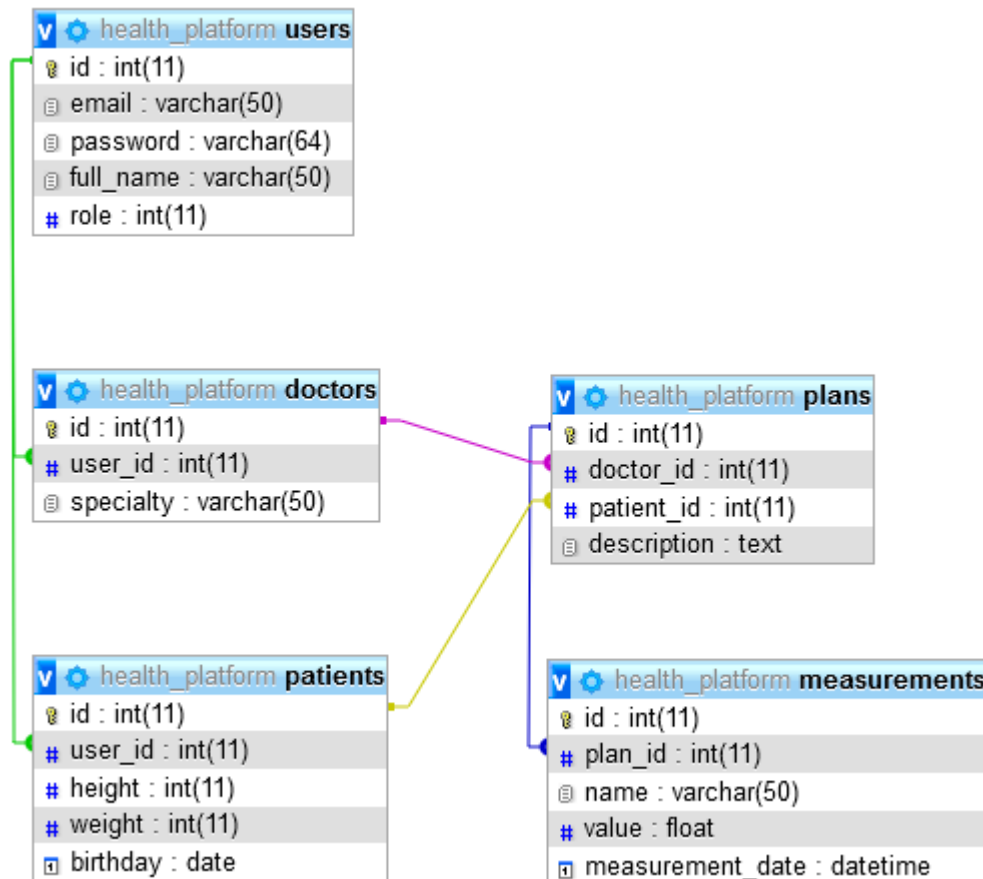 health_platform users
id : int(11)
email : varchar(50)
password : varchar(64)
full_name : varchar(50)
role : int(11)
health_platform doctors
id : int(11)
user_id : int(11)
specialty : varchar(50)
health_platform plans
id : int(11)
doctor_id : int(11)
patient_id : int(11)
description : text
health_platform patients
id : int(11)
user_id : int(11)
height : int(11)
weight : int(11)
birthday : date
health_platform measurements
id : int(11)
plan_id : int(11)
name : varchar(50)
value : float
measurement_date : datetime